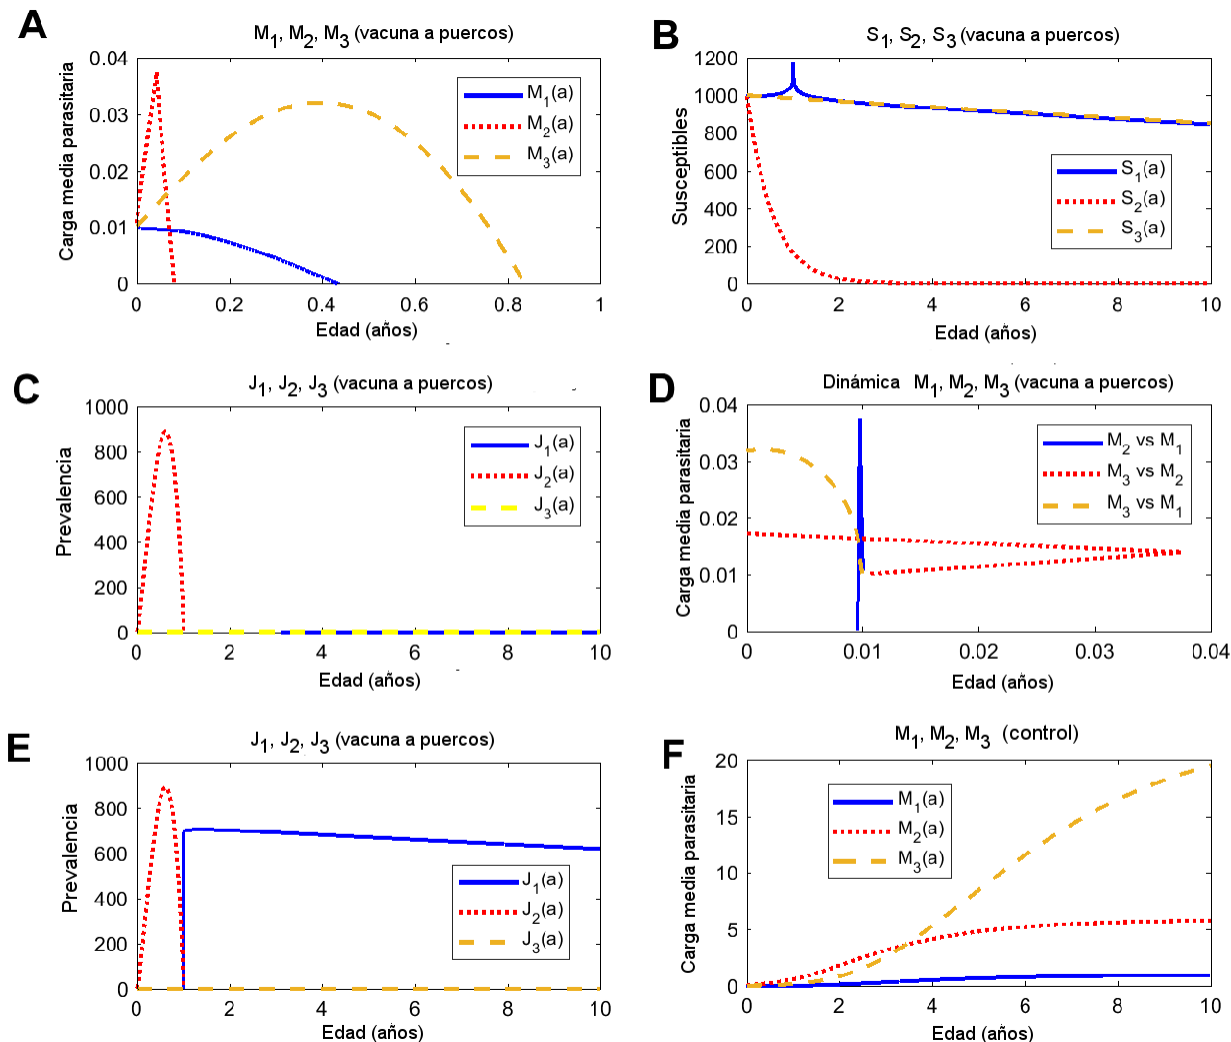 A
M1, M2, M3 (vacuna a puercos)
Carga media parasitaria
0.04
0.03
0.02
0.01
0
M1(a)
M2(a)
M3(a)
0 0.2 0.4 0.6 0.8 1
Edad (años)
B
S1, S2, S3 (vacuna a puercos)
Susceptibles
1200
1000
800
600
400
200
0
S1(a)
S2(a)
S3(a)
0 2 4 6 8 10
Edad (años)
C
J1, J2, J3 (vacuna a puercos)
Prevalencia
1000
800
600
400
200
0
J1(a)
J2(a)
J3(a)
0 2 4 6 8 10
Edad (años)
D
Dinámica M1, M2, M3 (vacuna a puercos)
Carga media parasitaria
0.04
0.03
0.02
0.01
0
M2 vs M1
M3 vs M2
M3 vs M1
0 0.01 0.02 0.03 0.04
Edad (años)
E
J1, J2, J3 (vacuna a puercos)
Prevalencia
1000
800
600
400
200
0
J1(a)
J2(a)
J3(a)
0 2 4 6 8 10
Edad (años)
F
M1, M2, M3 (control)
Carga media parasitaria
20
15
10
5
0
M1(a)
M2(a)
M3(a)
0 2 4 6 8 10
Edad (años)